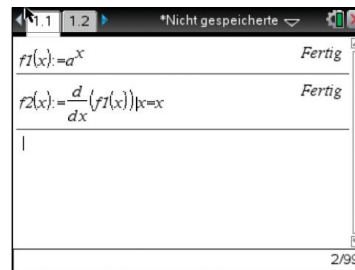 1.1 1.2 *Nicht gespeicherte
f1(x):=a^x Fertig
f2(x):=d/dx(f1(x))|x=x Fertig
2/99